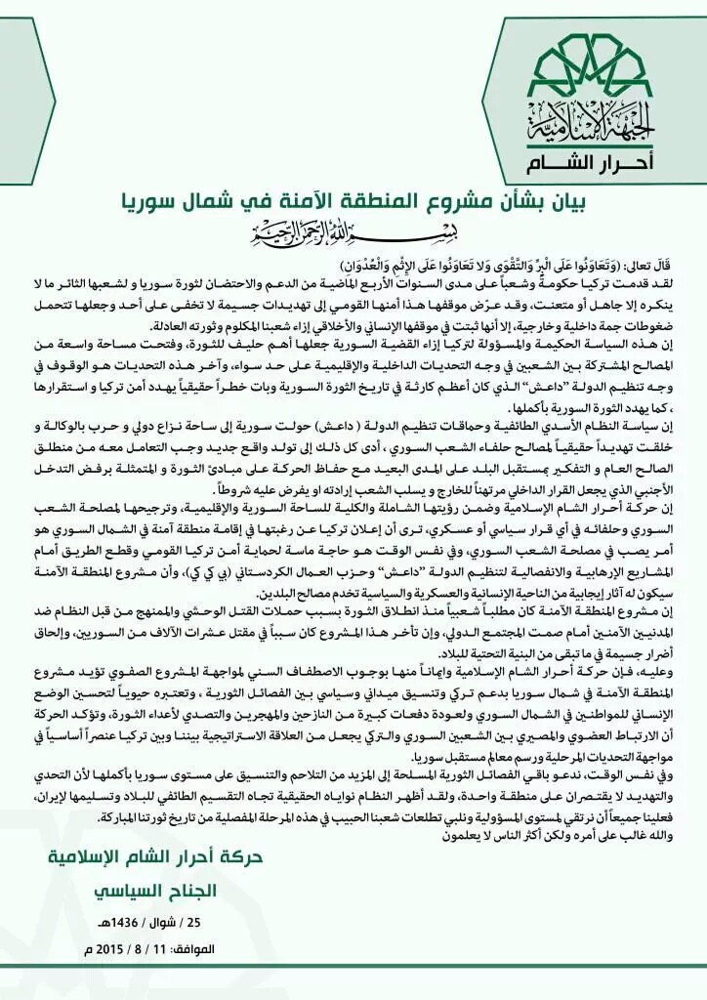 الجبهة الإسلامية
أحرار الشام
بيان بشأن مشروع المنطقة الآمنة في شمال سوريا
بسم الله الرحمن الرحيم
قَالَ تعالى: (وَتَعَاوَنُوا عَلَى الْبِرِّ وَالتَّقْوَى وَلا تَعَاوَنُوا عَلَى الإِثْمِ وَالْعُدْوَانِ)
لقد قدمت تركيا حكومةً وشعباً على مدى السنوات الأربع الماضية من الدعم والاحتضان لثورة سوريا و لشعبها الثائر ما لا
ينكره إلا جاهل أو متعنت، وقد عرّض موقفها هذا أمنها القومي إلى تهديدات جسيمة لا تخفى على أحد وجعلها تتحمل
ضغوطات جمة داخلية وخارجية، إلا أنها ثبتت في موقفها الإنساني والأخلاقي إزاء شعبنا المكلوم وثورته العادلة.
إن هذه السياسة الحكيمة والمسؤولة لتركيا إزاء القضية السورية جعلها أهم حليف للثورة، وفتحت مساحة واسعة من
المصالح المشتركة بين الشعبين في وجه التحديات الداخلية والإقليمية على حد سواء، وآخر هذه التحديات هو الوقوف في
وجه تنظيم الدولة ”داعش“ الذي كان أعظم كارثة في تاريخ الثورة السورية وبات خطراً حقيقياً يهدد أمن تركيا و استقرارها
، كما يهدد الثورة السورية بأكملها .
إن سياسة النظام الأسدي الطائفية وحماقات تنظيم الدولة ( داعش) حولت سورية إلى ساحة نزاع دولي و حرب بالوكالة و
خلقت تهديداً حقيقياً لمصالح حلفاء الشعب السوري ، أدى كل ذلك إلى تولد واقع جديد وجب التعامل معه من منطلق
الصالح العام و التفكير بمستقبل البلد على المدى البعيد مع حفاظ الحركة على مبادئ الثورة و المتمثلة برفض التدخل
الأجنبي الذي يجعل القرار الداخلي مرتهناً للخارج و يسلب الشعب إرادته او يفرض عليه شروطاً .
إن حركة أحرار الشام الإسلامية وضمن رؤيتها الشاملة والكلية للساحة السورية والإقليمية، وترجيحها لمصلحة الشعب
السوري وحلفائه في أي قرار سياسي أو عسكري، ترى أن إعلان تركيا عن رغبتها في إقامة منطقة آمنة في الشمال السوري هو
أمر يصب في مصلحة الشعب السوري، وفي نفس الوقت هو حاجة ماسة لحماية أمن تركيا القومي وقطع الطريق أمام
المشاريع الإرهابية والانفصالية لتنظيم الدولة ”داعش“ وحزب العمال الكردستاني (بي كي كي)، وأن مشروع المنطقة الآمنة
سيكون له آثار إيجابية من الناحية الإنسانية والعسكرية والسياسية تخدم مصالح البلدين.
إن مشروع المنطقة الآمنة كان مطلباً شعبياً منذ انطلاق الثورة بسبب حملات القتل الوحشي والممنهج من قبل النظام ضد
المدنيين الآمنين أمام صمت المجتمع الدولي، وإن تأخر هذا المشروع كان سبباً في مقتل عشرات الآلاف من السوريين، وإلحاق
أضرار جسيمة في ما تبقى من البنية التحتية للبلاد.
وعليه، فإن حركة أحرار الشام الإسلامية وايماناً منها بوجوب الاصطفاف السني لمواجهة المشروع الصفوي تؤيد مشروع
المنطقة الآمنة في شمال سوريا بدعم تركي وتنسيق ميداني وسياسي بين الفصائل الثورية ، وتعتبره حيوياً لتحسين الوضع
الإنساني للمواطنين في الشمال السوري ولعودة دفعات كبيرة من النازحين والمهجرين والتصدي لأعداء الثورة، وتؤكد الحركة
أن الارتباط العضوي والمصيري بين الشعبين السوري والتركي يجعل من العلاقة الاستراتيجية بيننا وبين تركيا عنصراً أساسياً في
مواجهة التحديات المرحلية ورسم معالم مستقبل سوريا.
وفي نفس الوقت، ندعو باقي الفصائل الثورية المسلحة إلى المزيد من التلاحم والتنسيق على مستوى سوريا بأكملها لأن التحدي
والتهديد لا يقتصران على منطقة واحدة، ولقد أظهر النظام نواياه الحقيقية تجاه التقسيم الطائفي للبلاد وتسليمها لإيران،
فعلينا جميعاً أن نرتقي لمستوى المسؤولية ونلبي تطلعات شعبنا الحبيب في هذه المرحلة المفصلية من تاريخ ثورتنا المباركة.
والله غالب على أمره ولكن أكثر الناس لا يعلمون
حركة أحرار الشام الإسلامية
الجناح السياسي
25 / شوال / 1436هـ
الموافق: 11 / 8 / 2015 م